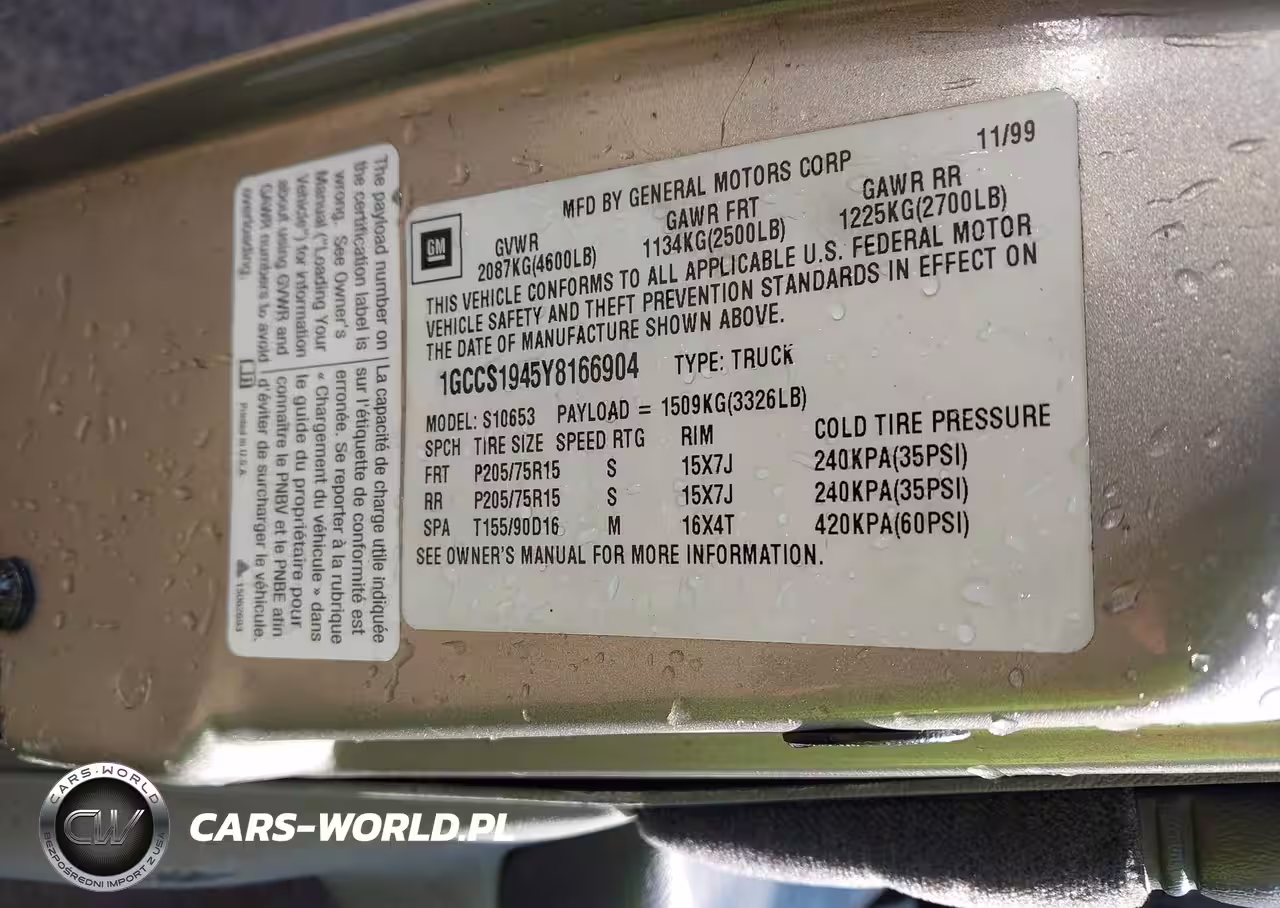 11/99
MFD BY GENERAL MOTORS CORP
GM
GVWR GAWR FRT GAWR RR
2087KG(4600LB) 1134KG(2500LB) 1225KG(2700LB)
THIS VEHICLE CONFORMS TO ALL APPLICABLE U.S. FEDERAL MOTOR
VEHICLE SAFETY AND THEFT PREVENTION STANDARDS IN EFFECT ON
THE DATE OF MANUFACTURE SHOWN ABOVE.
1GCCS1945Y8166904 TYPE: TRUCK
MODEL: S10653 PAYLOAD = 1509KG(3326LB)
SPCH TIRE SIZE SPEED RTG RIM COLD TIRE PRESSURE
FRT P205/75R15 S 15X7J 240KPA(35PSI)
RR P205/75R15 S 15X7J 240KPA(35PSI)
SPA T155/90D16 M 16X4T 420KPA(60PSI)
SEE OWNER'S MANUAL FOR MORE INFORMATION.
The payload number on
the certification label is
wrong. See Owner's
Manual ("Loading Your
Vehicle") for information
about using GVWR and
GAWR numbers to avoid
overloading.
La capacité de charge utile indiquée
sur l'étiquette de conformité est
erronée. Se reporter à la rubrique
« Chargement du véhicule » dans
le guide du propriétaire pour
connaître le PNBV et le PNBE afin
d'éviter de surcharger le véhicule.
Printed in U.S.A.
15062693
CARS-WORLD
CW
BEZPOŚREDNI IMPORT Z USA
CARS-WORLD.PL